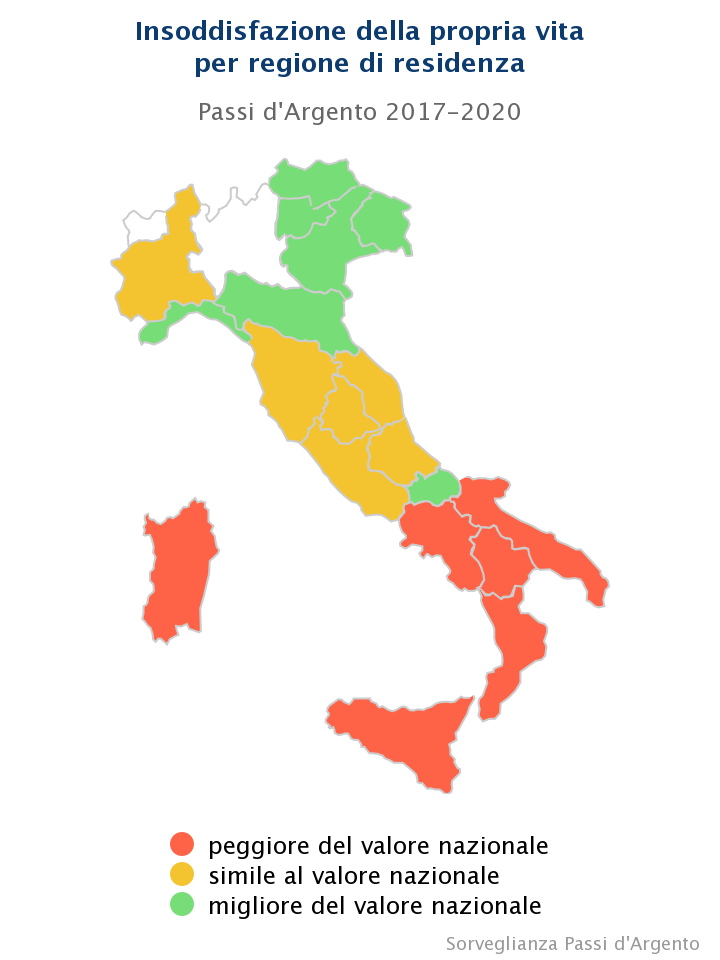 Insoddisfazione della propria vita
per regione di residenza
Passi d'Argento 2017-2020
peggiore del valore nazionale
simile al valore nazionale
migliore del valore nazionale
Sorveglianza Passi d'Argento